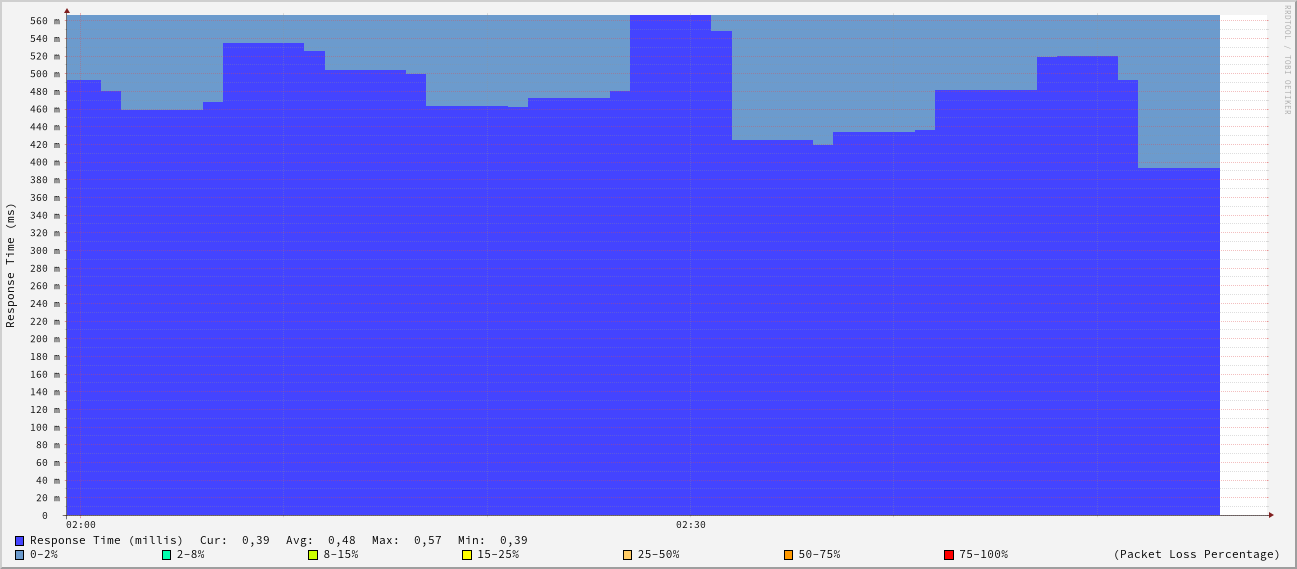 RRDTOOL / TOBI OETIKER
Response Time (ms)
560 m
540 m
520 m
500 m
480 m
460 m
440 m
420 m
400 m
380 m
360 m
340 m
320 m
300 m
280 m
260 m
240 m
220 m
200 m
180 m
160 m
140 m
120 m
100 m
80 m
60 m
40 m
20 m
0
02:00 02:30
Response Time (millis) Cur: 0,39 Avg: 0,48 Max: 0,57 Min: 0,39
0-2% 2-8% 8-15% 15-25% 25-50% 50-75% 75-100% (Packet Loss Percentage)